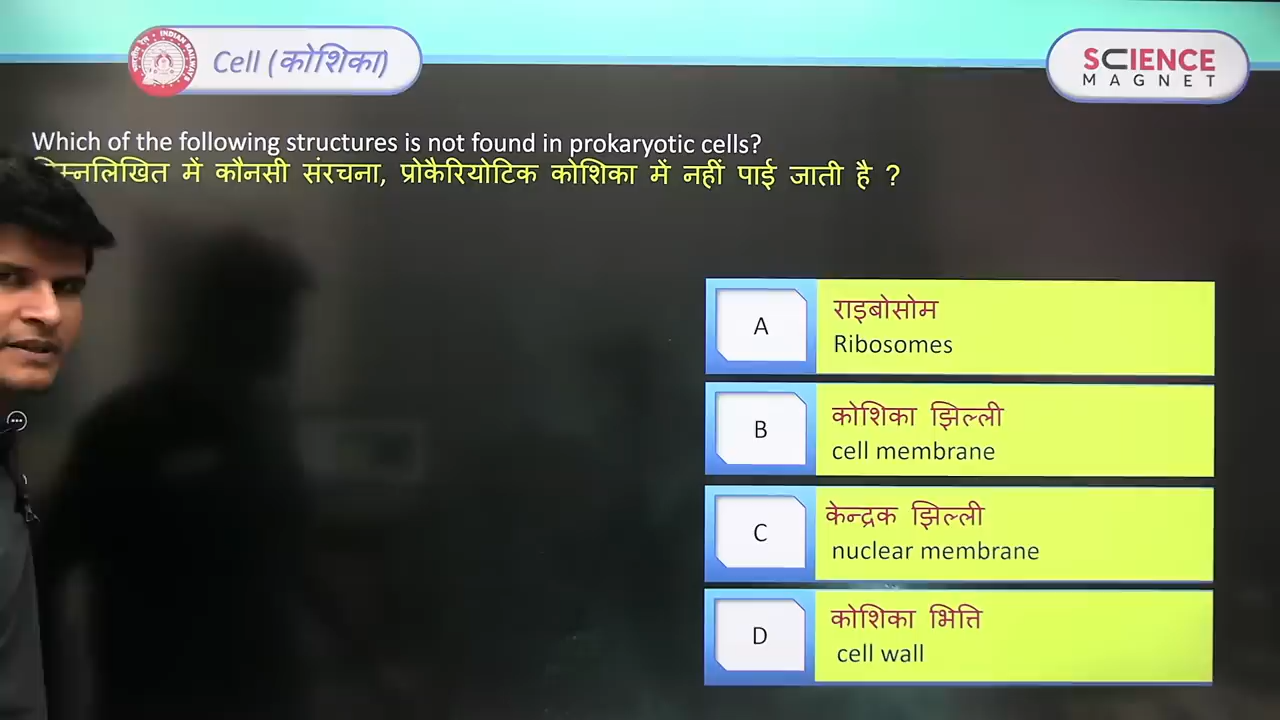 Cell (कोशिका)
SCIENCE
MAGNET
Which of the following structures is not found in prokaryotic cells?
में कौनसी संरचना, प्रोकैरियोटिक कोशिका में नहीं पाई जाती है ?
A
राइबोसोम
Ribosomes
B
कोशिका झिल्ली
cell membrane
C
केन्द्रक झिल्ली
nuclear membrane
D
कोशिका भित्ति
cell wall